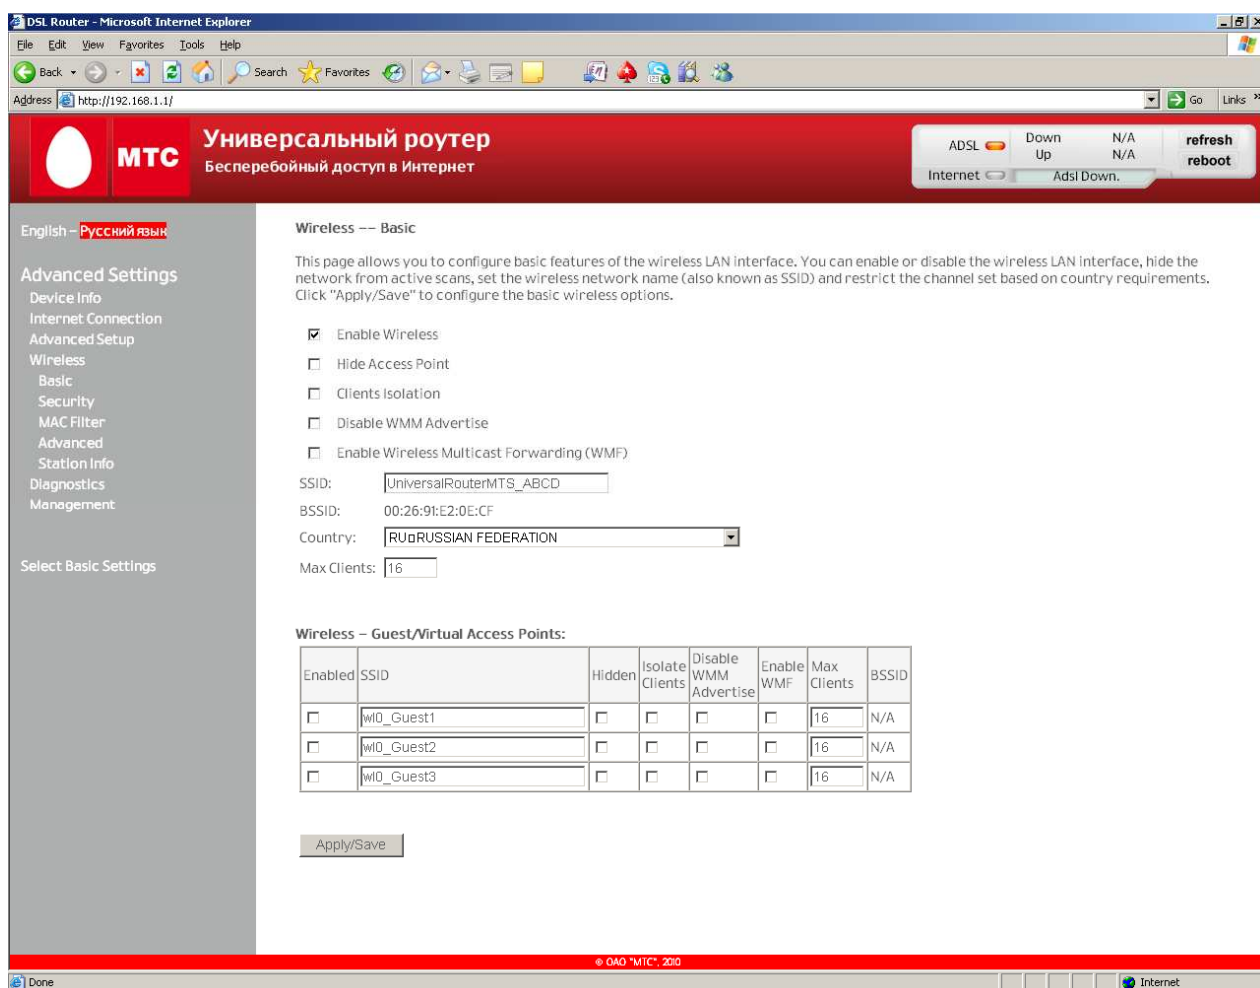 DSL Router - Microsoft Internet Explorer
File Edit View Favorites Tools Help
Back Search Favorites
Address http://192.168.1.1/ Go Links »
МТС
Универсальный роутер
Бесперебойный доступ в Интернет
ADSL Down N/A refresh
Up N/A reboot
Internet Adsl Down.
English – Русский язык
Advanced Settings
Device Info
Internet Connection
Advanced Setup
Wireless
Basic
Security
MAC Filter
Advanced
Station Info
Diagnostics
Management
Select Basic Settings
Wireless -- Basic
This page allows you to configure basic features of the wireless LAN interface. You can enable or disable the wireless LAN interface, hide the
network from active scans, set the wireless network name (also known as SSID) and restrict the channel set based on country requirements.
Click "Apply/Save" to configure the basic wireless options.
Enable Wireless
Hide Access Point
Clients Isolation
Disable WMM Advertise
Enable Wireless Multicast Forwarding (WMF)
SSID: UniversalRouterMTS_ABCD
BSSID: 00:26:91:E2:0E:CF
Country: RU▯RUSSIAN FEDERATION
Max Clients: 16
Wireless – Guest/Virtual Access Points:
Enabled SSID Hidden Isolate Clients Disable WMM Advertise Enable WMF Max Clients BSSID
wl0_Guest1 16 N/A
wl0_Guest2 16 N/A
wl0_Guest3 16 N/A
Apply/Save
© ОАО "МТС", 2010
Done Internet